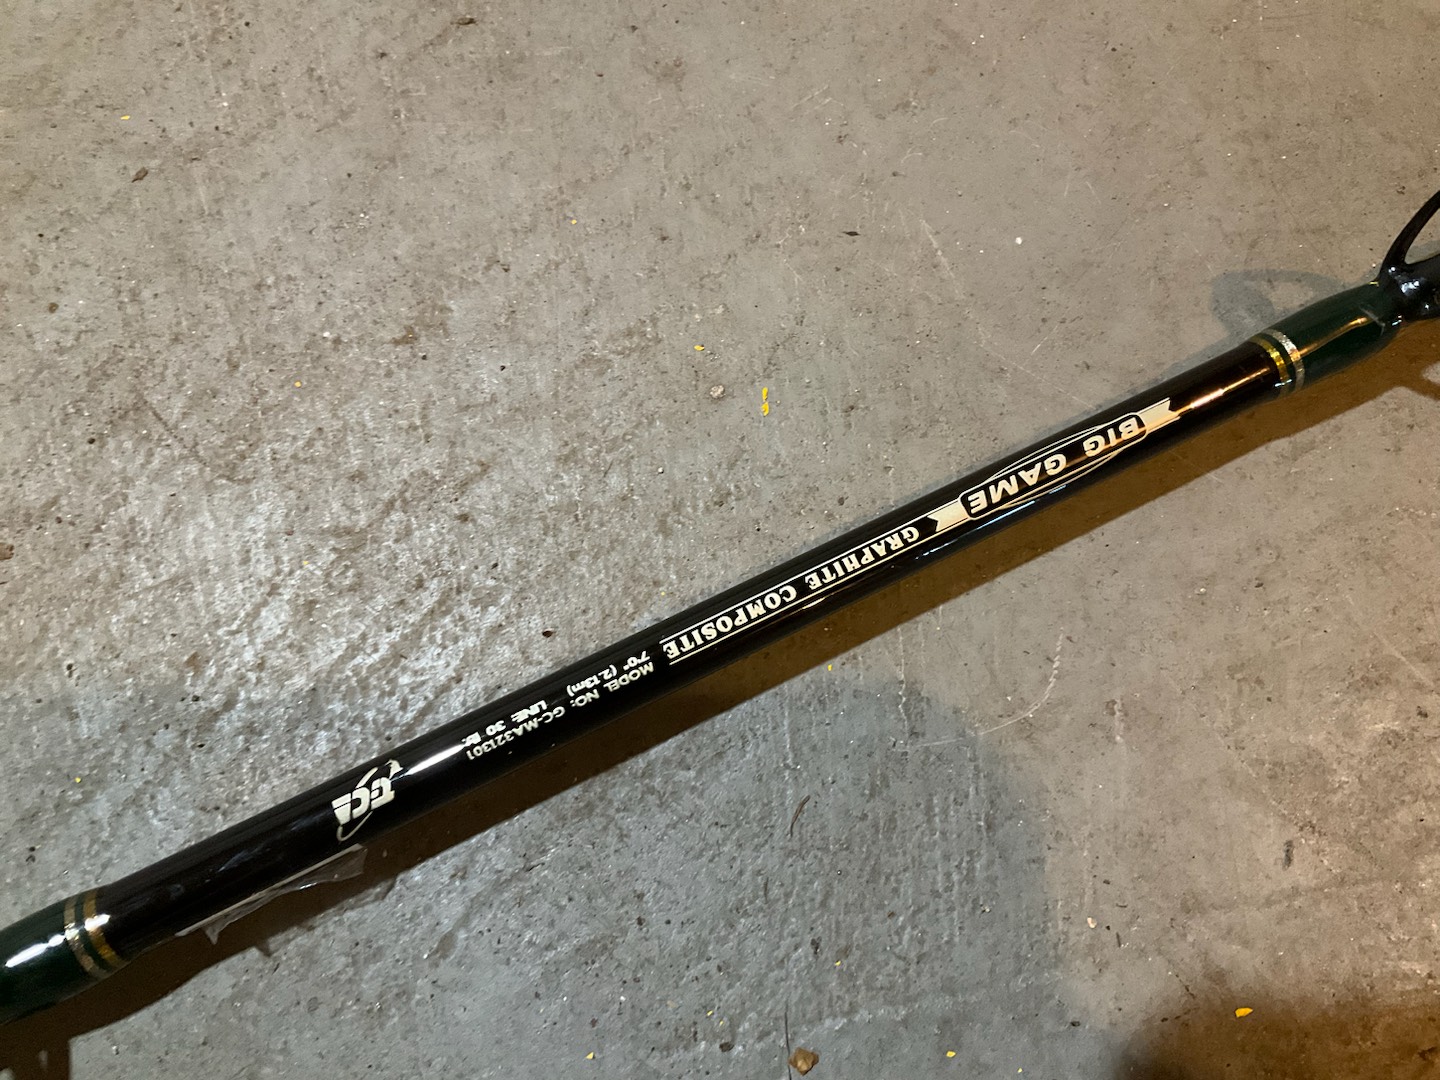 BIG GAME
GRAPHITE COMPOSITE
MODEL NO: GC-MA321301
7'0" (2.13m) LINE: 30 lb.